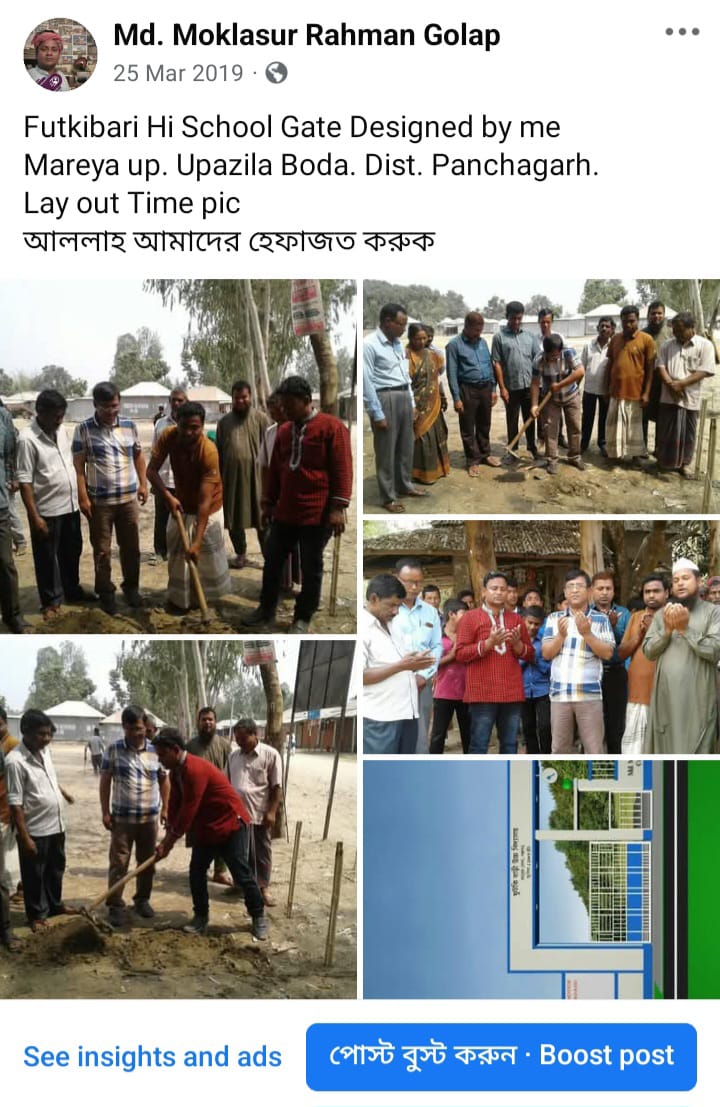 Md. Moklasur Rahman Golap
25 Mar 2019
Futkibari Hi School Gate Designed by me
Mareya up. Upazila Boda. Dist. Panchagarh.
Lay out Time pic
আললাহ আমাদের হেফাজত করুক
See insights and ads
পোস্ট বুস্ট করুন · Boost post